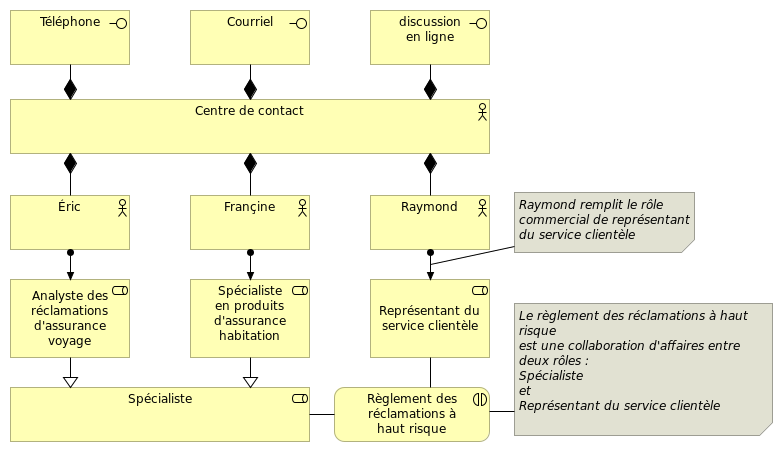 Téléphone
Courriel
discussion
en ligne
Centre de contact
Éric
Françine
Raymond
Raymond remplit le rôle
commercial de représentant
du service clientèle
Analyste des
réclamations
d'assurance
voyage
Spécialiste
en produits
d'assurance
habitation
Représentant du
service clientèle
Le règlement des réclamations à haut
risque
est une collaboration d'affaires entre
deux rôles :
Spécialiste
et
Représentant du service clientèle
Spécialiste
Règlement des
réclamations à
haut risque